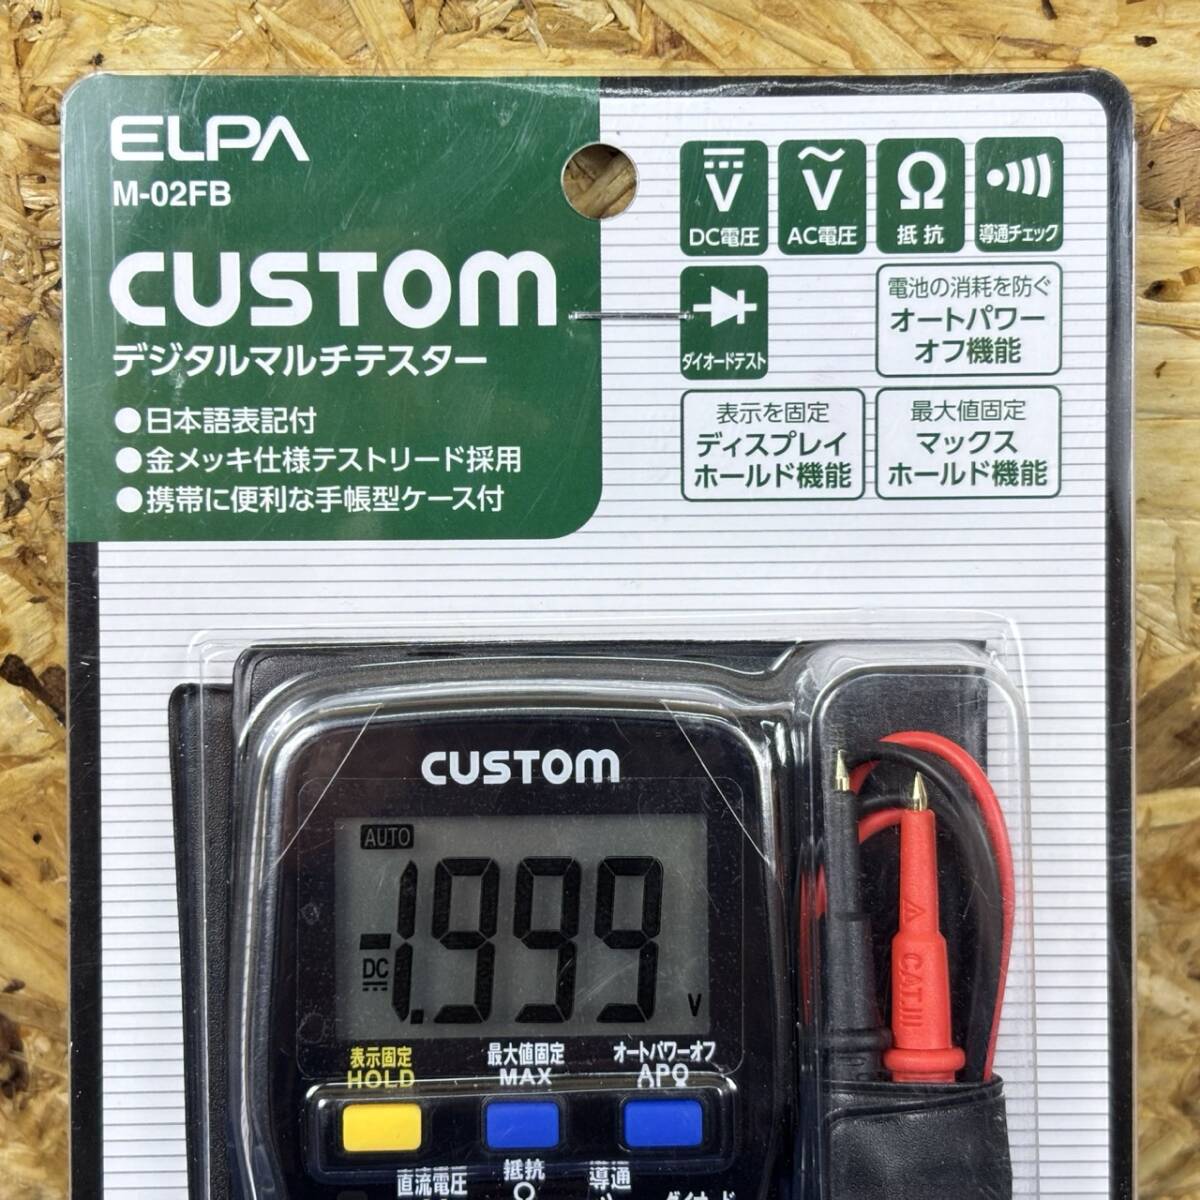 ELPA
M-02FB
CUSTOM
デジタルマルチテスター
●日本語表記付
●金メッキ仕様テストリード採用
●携帯に便利な手帳型ケース付
V
DC電圧
V
AC電圧
Ω
抵抗
導通チェック
ダイオードテスト
電池の消耗を防ぐ
オートパワー
オフ機能
表示を固定
ディスプレイ
ホールド機能
最大値固定
マックス
ホールド機能
CUSTOM
AUTO
-1.999
DC
V
CAT.III
表示固定
HOLD
最大値固定
MAX
オートパワーオフ
APO
直流電圧
抵抗
Ω
導通